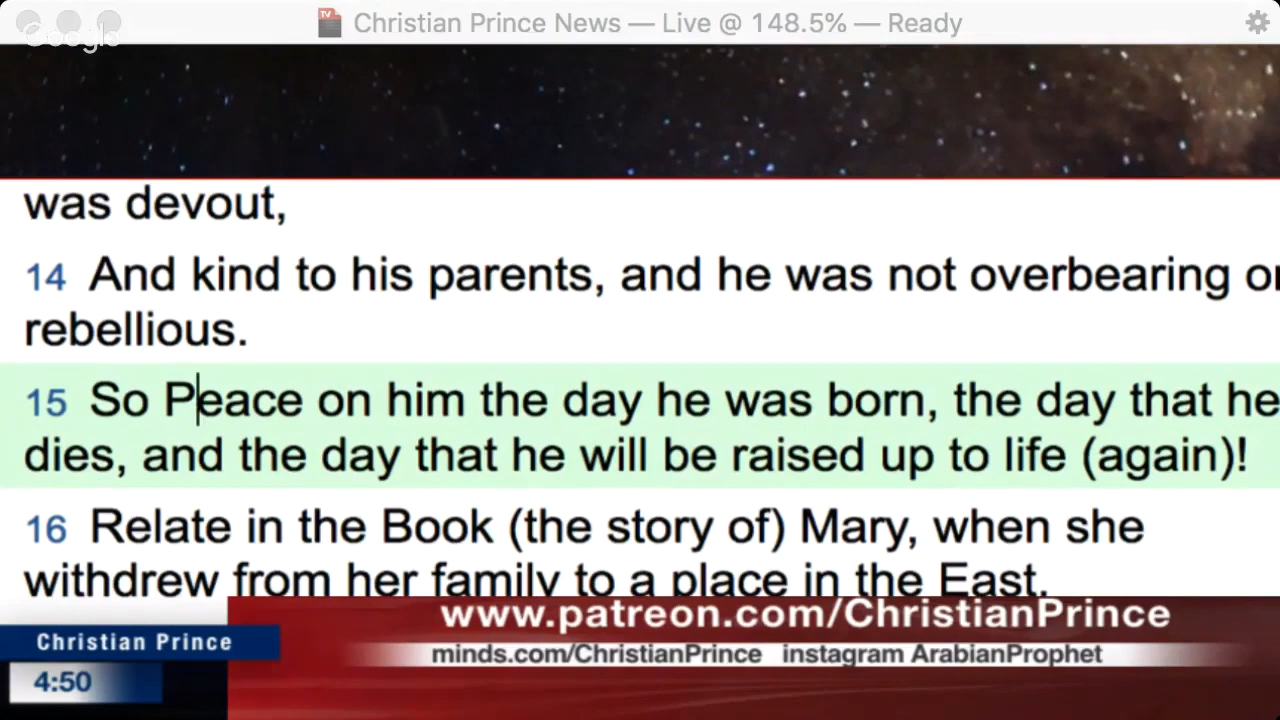 Christian Prince News — Live @ 148.5% — Ready
Google
was devout,
14 And kind to his parents, and he was not overbearing or
rebellious.
15 So Peace on him the day he was born, the day that he
dies, and the day that he will be raised up to life (again)!
16 Relate in the Book (the story of) Mary, when she
withdrew from her family to a place in the East.
www.patreon.com/ChristianPrince
Christian Prince
minds.com/ChristianPrince instagram ArabianProphet
4:50